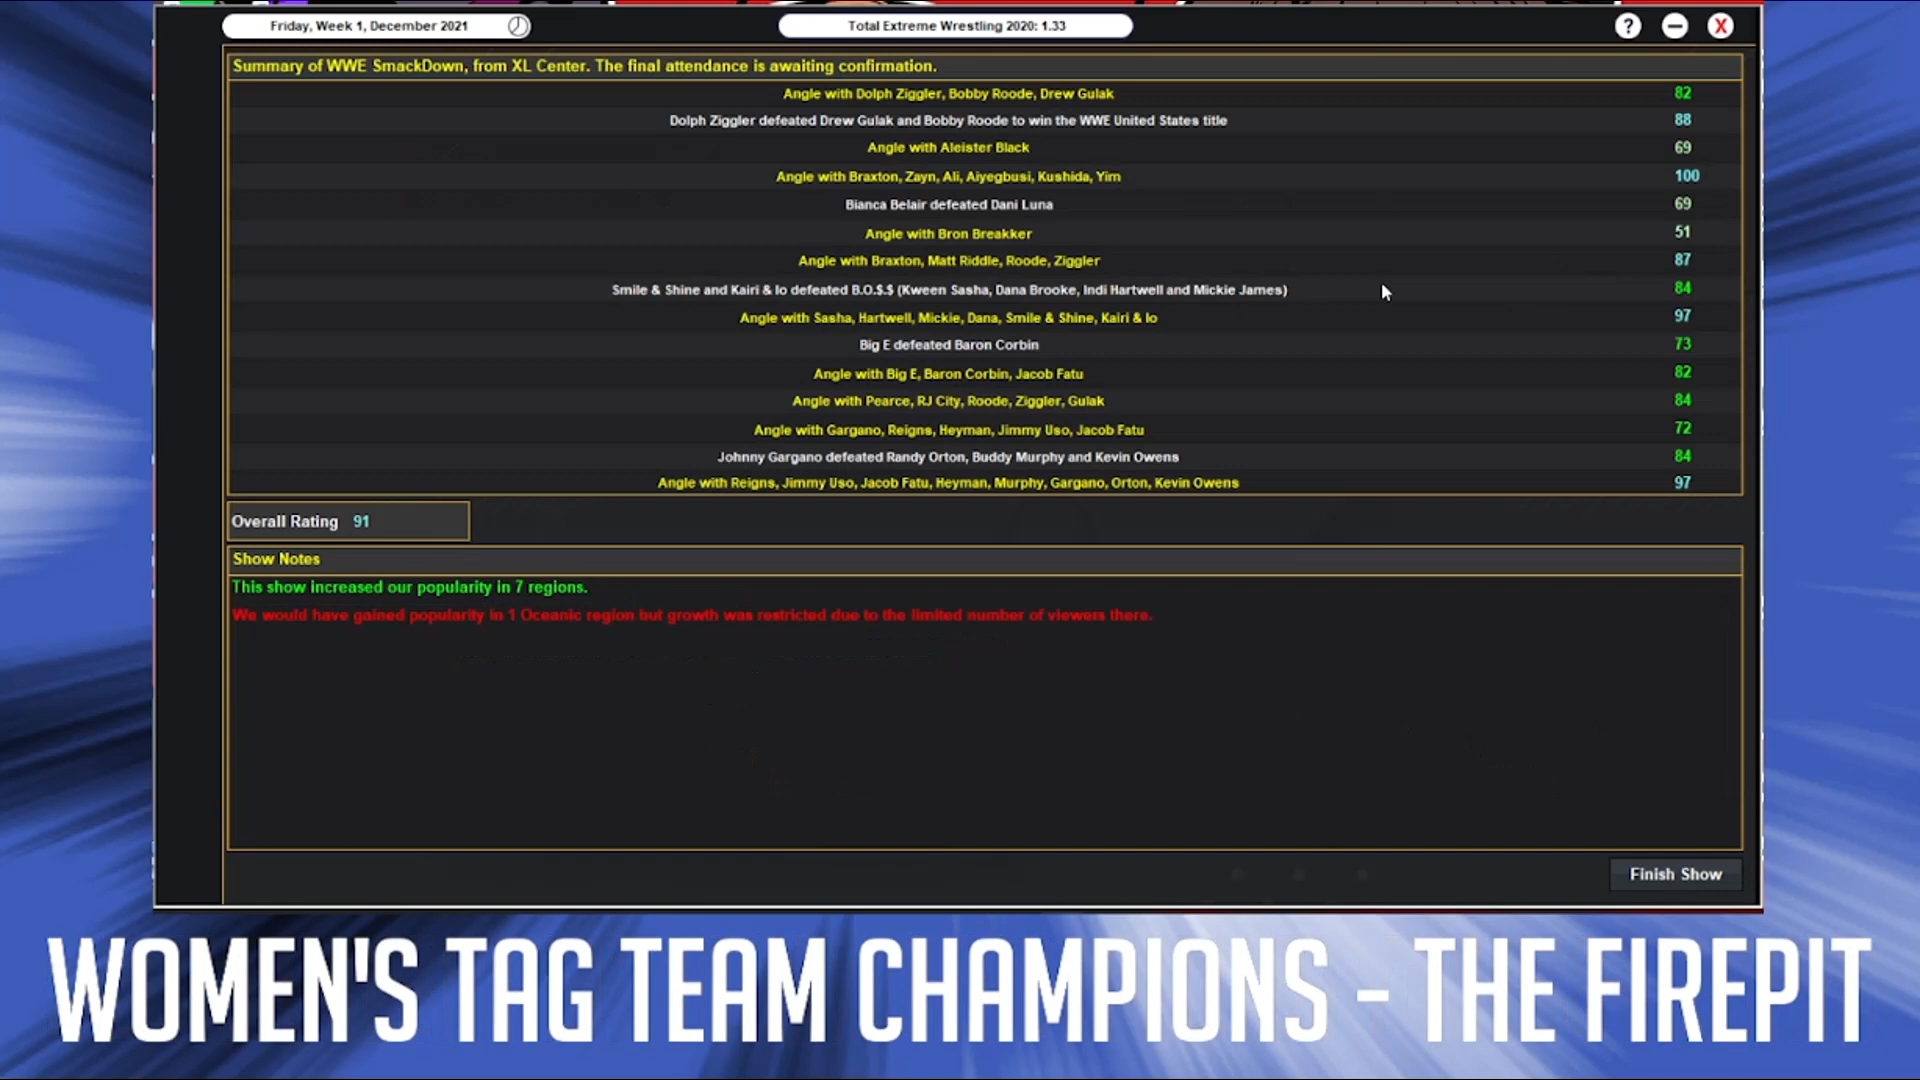 Friday, Week 1, December 2021
Total Extreme Wrestling 2020: 1.33
?
X
Summary of WWE SmackDown, from XL Center. The final attendance is awaiting confirmation.
Angle with Dolph Ziggler, Bobby Roode, Drew Gulak 82
Dolph Ziggler defeated Drew Gulak and Bobby Roode to win the WWE United States title 88
Angle with Aleister Black 69
Angle with Braxton, Zayn, Ali, Aiyegbusi, Kushida, Yim 100
Bianca Belair defeated Dani Luna 69
Angle with Bron Breakker 51
Angle with Braxton, Matt Riddle, Roode, Ziggler 87
Smile & Shine and Kairi & Io defeated B.O.$.$ (Kween Sasha, Dana Brooke, Indi Hartwell and Mickie James) 84
Angle with Sasha, Hartwell, Mickie, Dana, Smile & Shine, Kairi & Io 97
Big E defeated Baron Corbin 73
Angle with Big E, Baron Corbin, Jacob Fatu 82
Angle with Pearce, RJ City, Roode, Ziggler, Gulak 84
Angle with Gargano, Reigns, Heyman, Jimmy Uso, Jacob Fatu 72
Johnny Gargano defeated Randy Orton, Buddy Murphy and Kevin Owens 84
Angle with Reigns, Jimmy Uso, Jacob Fatu, Heyman, Murphy, Gargano, Orton, Kevin Owens 97
Overall Rating 91
Show Notes
This show increased our popularity in 7 regions.
We would have gained popularity in 1 Oceanic region but growth was restricted due to the limited number of viewers there.
Finish Show
WOMEN'S TAG TEAM CHAMPIONS - THE FIREPIT